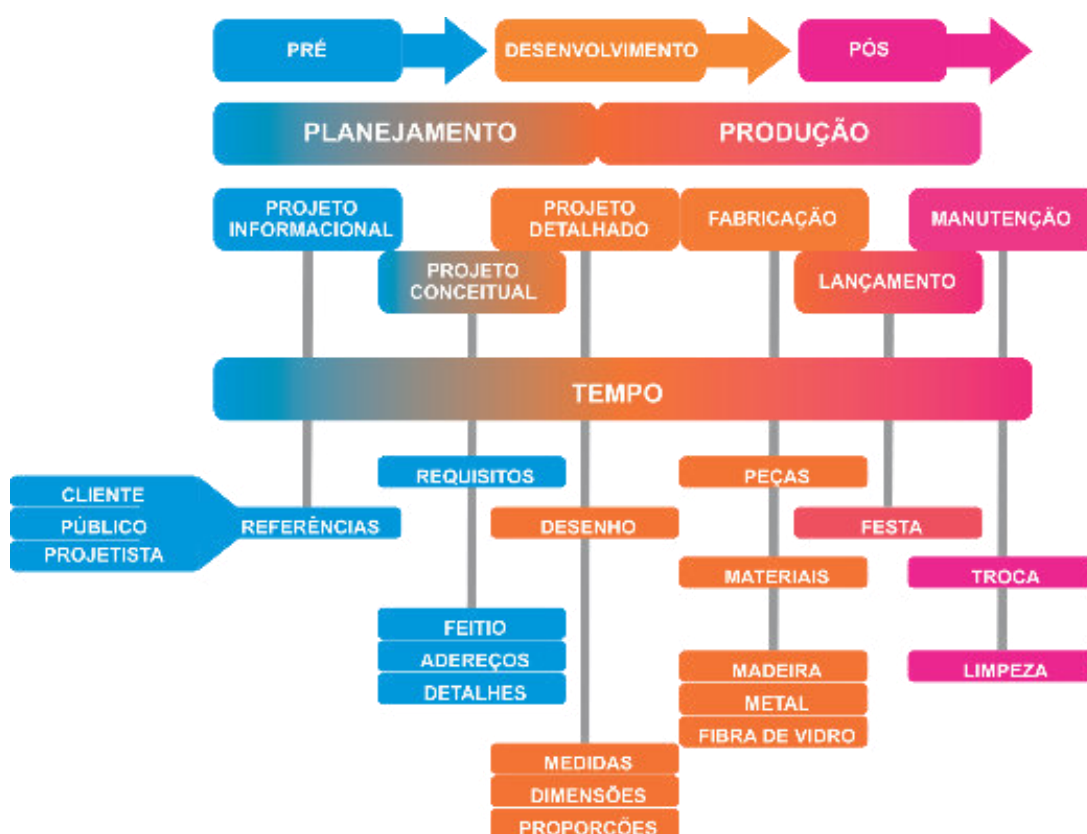 PRÉ
DESENVOLVIMENTO
PÓS
PLANEJAMENTO
PRODUÇÃO
PROJETO
INFORMACIONAL
PROJETO
CONCEITUAL
PROJETO
DETALHADO
FABRICAÇÃO
LANÇAMENTO
MANUTENÇÃO
TEMPO
CLIENTE
PÚBLICO
PROJETISTA
REFERÊNCIAS
REQUISITOS
FEITIO
ADEREÇOS
DETALHES
DESENHO
MEDIDAS
DIMENSÕES
PROPORÇÕES
PEÇAS
MATERIAIS
MADEIRA
METAL
FIBRA DE VIDRO
FESTA
TROCA
LIMPEZA